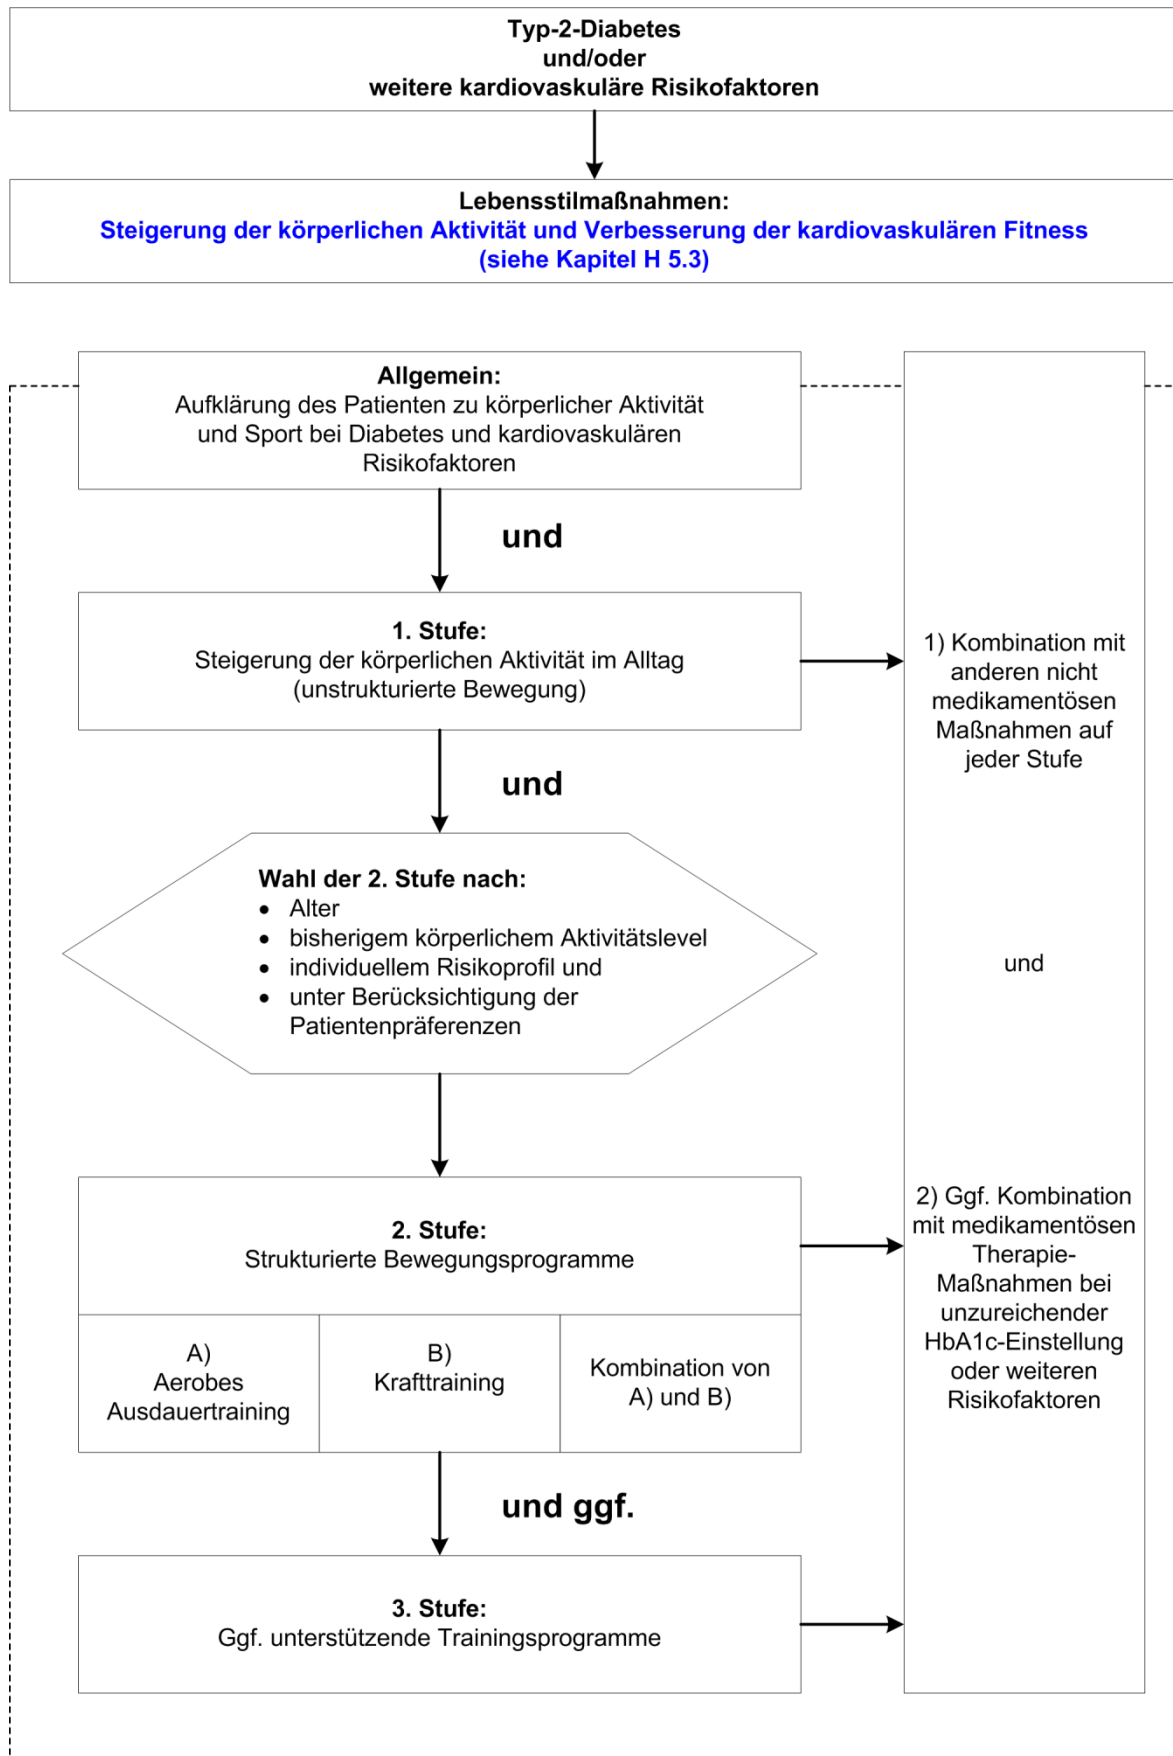 Typ-2-Diabetes
und/oder
weitere kardiovaskuläre Risikofaktoren
Lebensstilmaßnahmen:
Steigerung der körperlichen Aktivität und Verbesserung der kardiovaskulären Fitness
(siehe Kapitel H 5.3)
Allgemein:
Aufklärung des Patienten zu körperlicher Aktivität
und Sport bei Diabetes und kardiovaskulären
Risikofaktoren
und
1. Stufe:
Steigerung der körperlichen Aktivität im Alltag
(unstrukturierte Bewegung)
und
Wahl der 2. Stufe nach:
• Alter
• bisherigem körperlichem Aktivitätslevel
• individuellem Risikoprofil und
• unter Berücksichtigung der
Patientenpräferenzen
2. Stufe:
Strukturierte Bewegungsprogramme
A)
Aerobes
Ausdauertraining
B)
Krafttraining
Kombination von
A) und B)
und ggf.
3. Stufe:
Ggf. unterstützende Trainingsprogramme
1) Kombination mit
anderen nicht
medikamentösen
Maßnahmen auf
jeder Stufe
und
2) Ggf. Kombination
mit medikamentösen
Therapie-
Maßnahmen bei
unzureichender
HbA1c-Einstellung
oder weiteren
Risikofaktoren